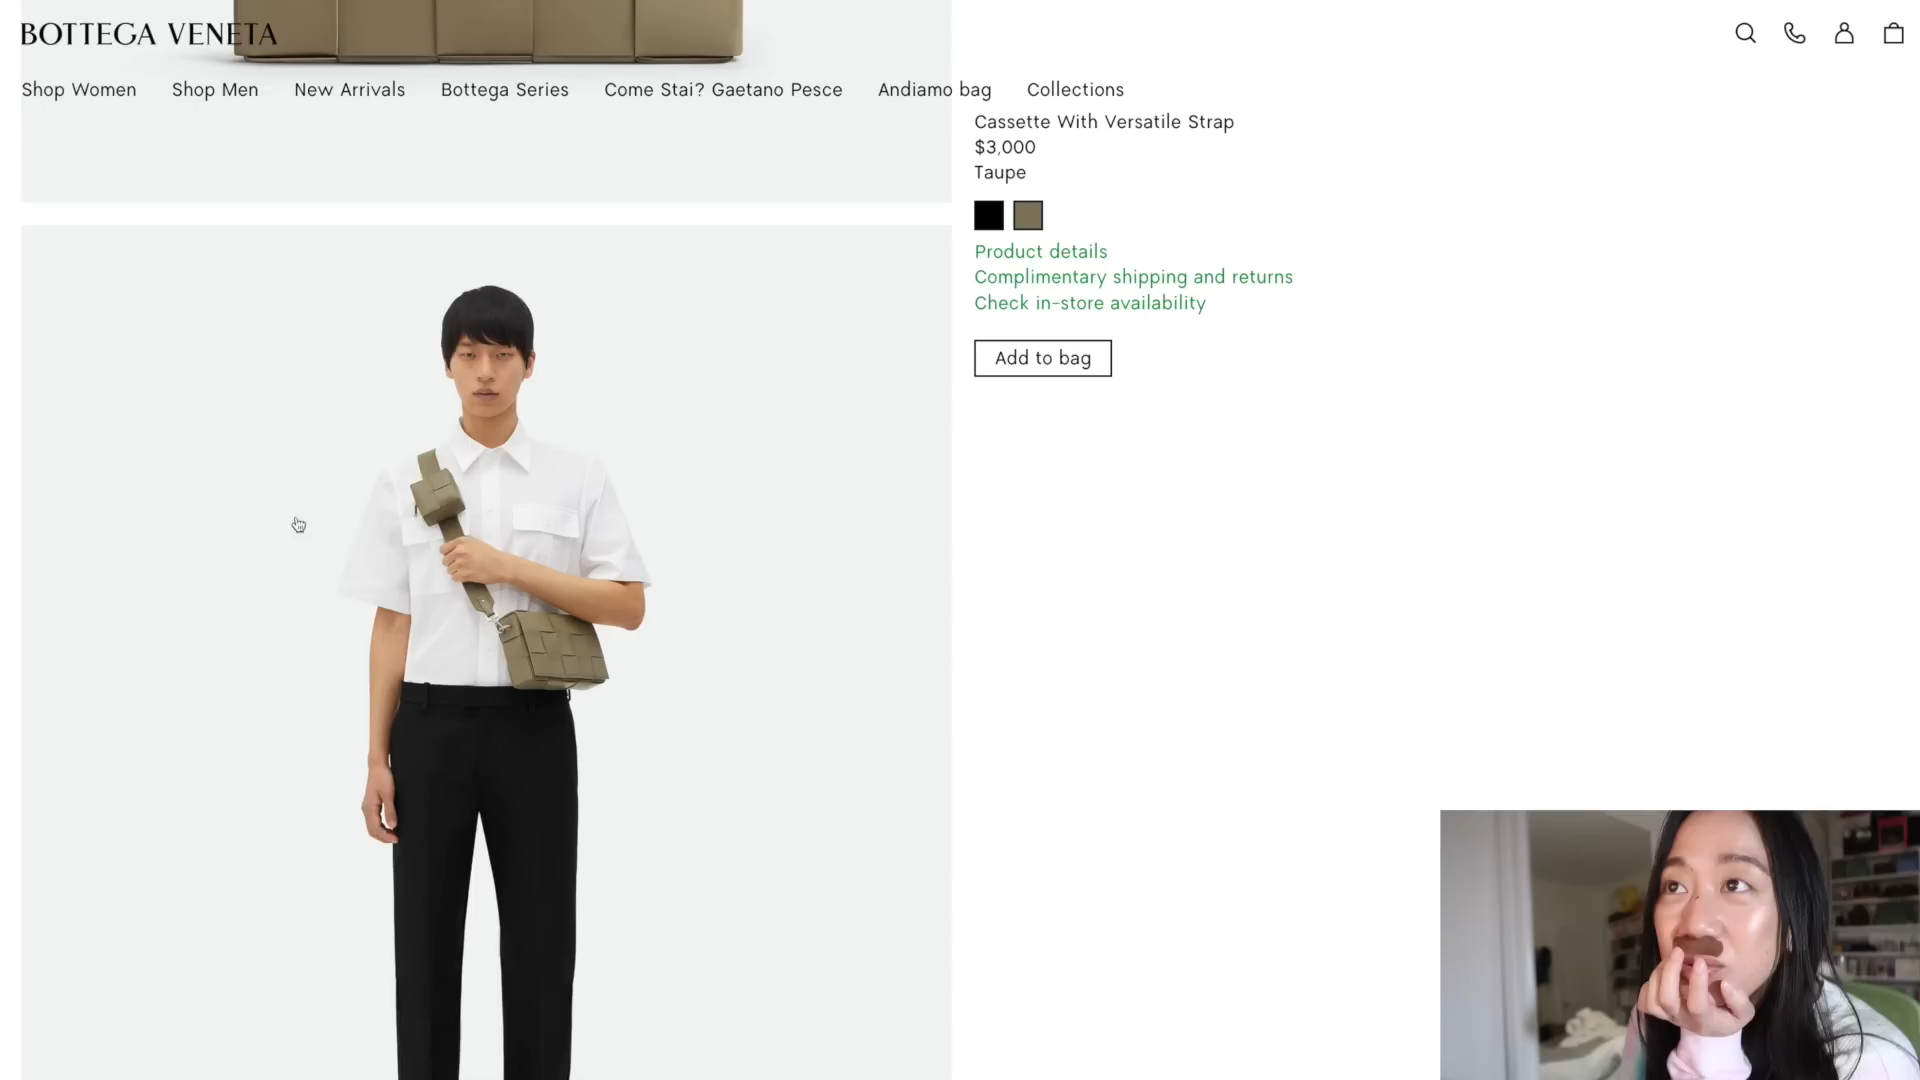 BOTTEGA VENETA
Shop Women Shop Men New Arrivals Bottega Series Come Stai? Gaetano Pesce Andiamo bag Collections
Cassette With Versatile Strap
$3,000
Taupe
Product details
Complimentary shipping and returns
Check in-store availability
Add to bag